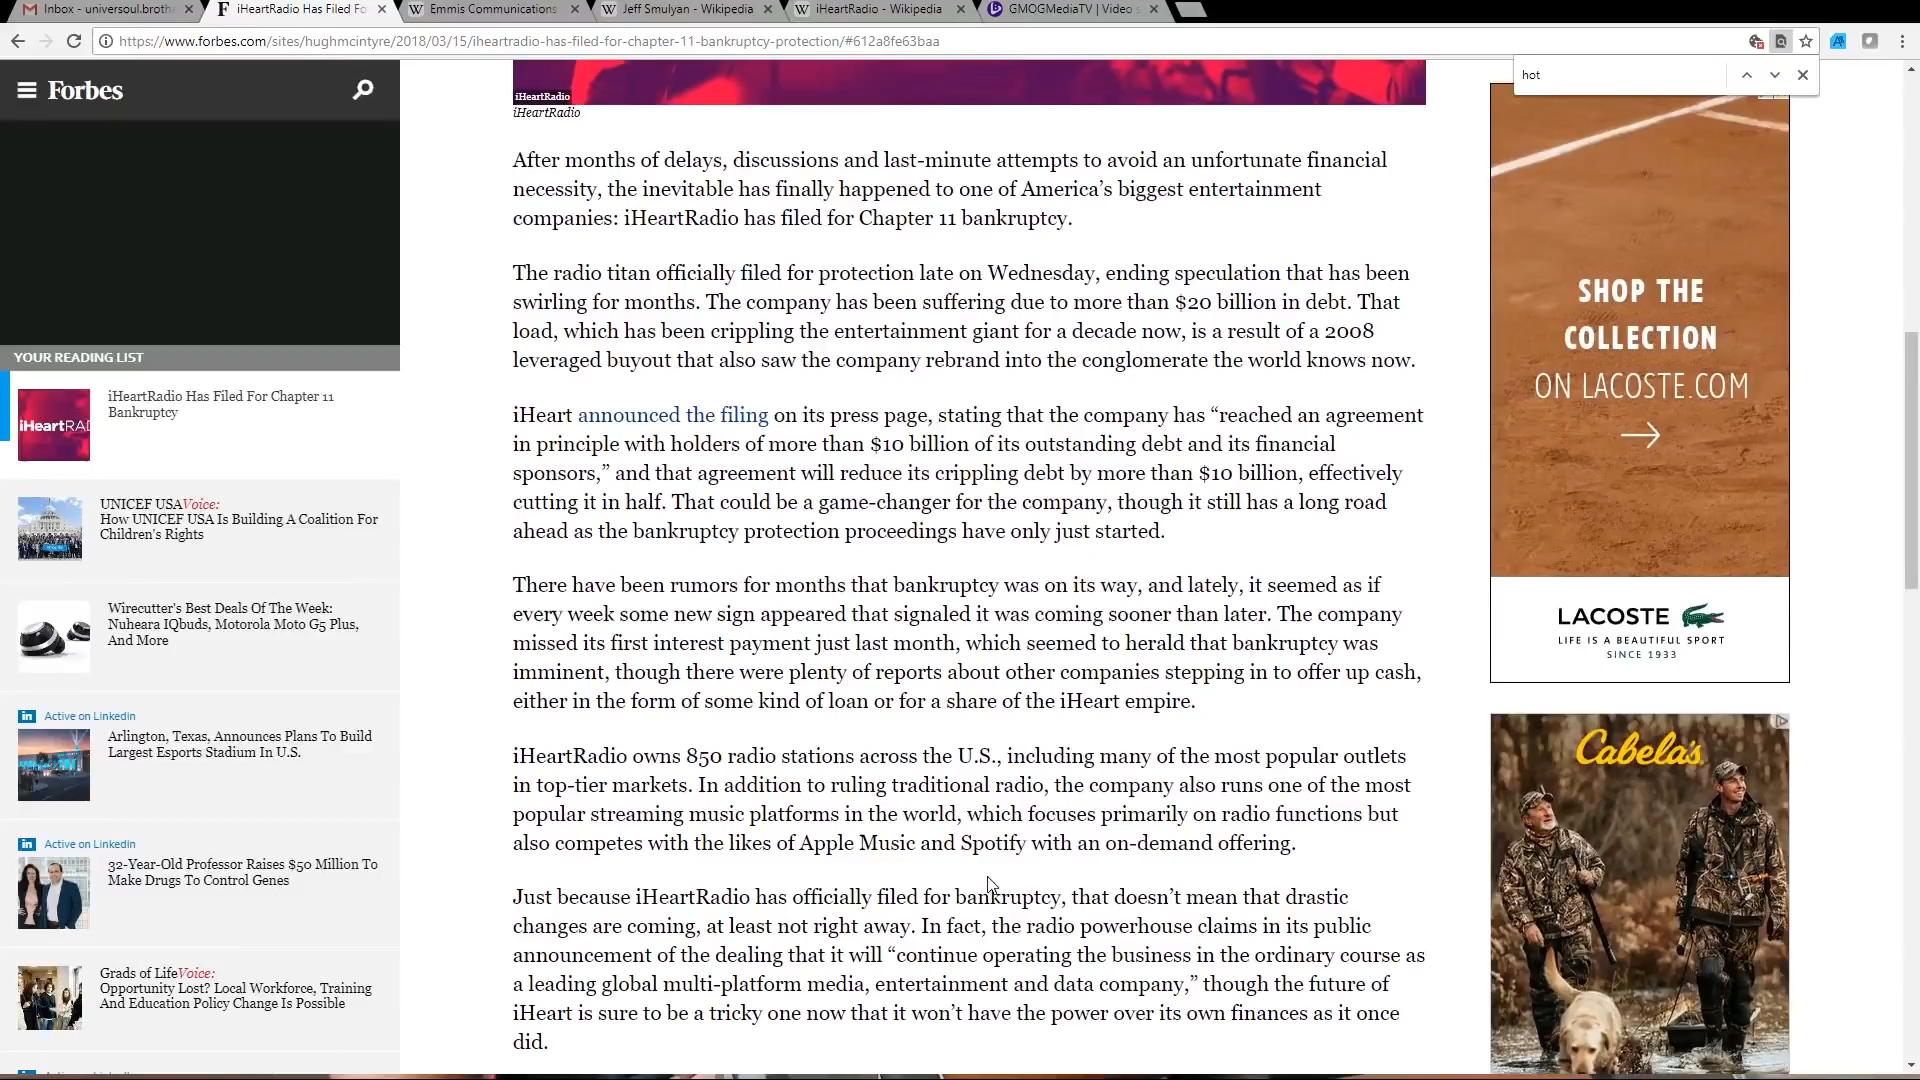 Inbox - universoul.broth
iHeartRadio Has Filed Fo
Emmis Communications
Jeff Smulyan - Wikipedia
iHeartRadio - Wikipedia
GMOGMediaTV | Video
https://www.forbes.com/sites/hughmcintyre/2018/03/15/iheartradio-has-filed-for-chapter-11-bankruptcy-protection/#612a8fe63baa
hot
Forbes
YOUR READING LIST
iHeartRadio Has Filed For Chapter 11
Bankruptcy
iHeartRAD
UNICEF USAVoice:
How UNICEF USA Is Building A Coalition For
Children's Rights
Wirecutter's Best Deals Of The Week:
Nuheara IQbuds, Motorola Moto G5 Plus,
And More
in Active on LinkedIn
Arlington, Texas, Announces Plans To Build
Largest Esports Stadium In U.S.
in Active on LinkedIn
32-Year-Old Professor Raises $50 Million To
Make Drugs To Control Genes
Grads of LifeVoice:
Opportunity Lost? Local Workforce, Training
And Education Policy Change Is Possible
iHeartRadio
iHeartRadio
After months of delays, discussions and last-minute attempts to avoid an unfortunate financial
necessity, the inevitable has finally happened to one of America’s biggest entertainment
companies: iHeartRadio has filed for Chapter 11 bankruptcy.
The radio titan officially filed for protection late on Wednesday, ending speculation that has been
swirling for months. The company has been suffering due to more than $20 billion in debt. That
load, which has been crippling the entertainment giant for a decade now, is a result of a 2008
leveraged buyout that also saw the company rebrand into the conglomerate the world knows now.
iHeart announced the filing on its press page, stating that the company has “reached an agreement
in principle with holders of more than $10 billion of its outstanding debt and its financial
sponsors,” and that agreement will reduce its crippling debt by more than $10 billion, effectively
cutting it in half. That could be a game-changer for the company, though it still has a long road
ahead as the bankruptcy protection proceedings have only just started.
There have been rumors for months that bankruptcy was on its way, and lately, it seemed as if
every week some new sign appeared that signaled it was coming sooner than later. The company
missed its first interest payment just last month, which seemed to herald that bankruptcy was
imminent, though there were plenty of reports about other companies stepping in to offer up cash,
either in the form of some kind of loan or for a share of the iHeart empire.
iHeartRadio owns 850 radio stations across the U.S., including many of the most popular outlets
in top-tier markets. In addition to ruling traditional radio, the company also runs one of the most
popular streaming music platforms in the world, which focuses primarily on radio functions but
also competes with the likes of Apple Music and Spotify with an on-demand offering.
Just because iHeartRadio has officially filed for bankruptcy, that doesn’t mean that drastic
changes are coming, at least not right away. In fact, the radio powerhouse claims in its public
announcement of the dealing that it will “continue operating the business in the ordinary course as
a leading global multi-platform media, entertainment and data company,” though the future of
iHeart is sure to be a tricky one now that it won’t have the power over its own finances as it once
did.
SHOP THE
COLLECTION
ON LACOSTE.COM
LACOSTE
LIFE IS A BEAUTIFUL SPORT
SINCE 1933
Cabela's